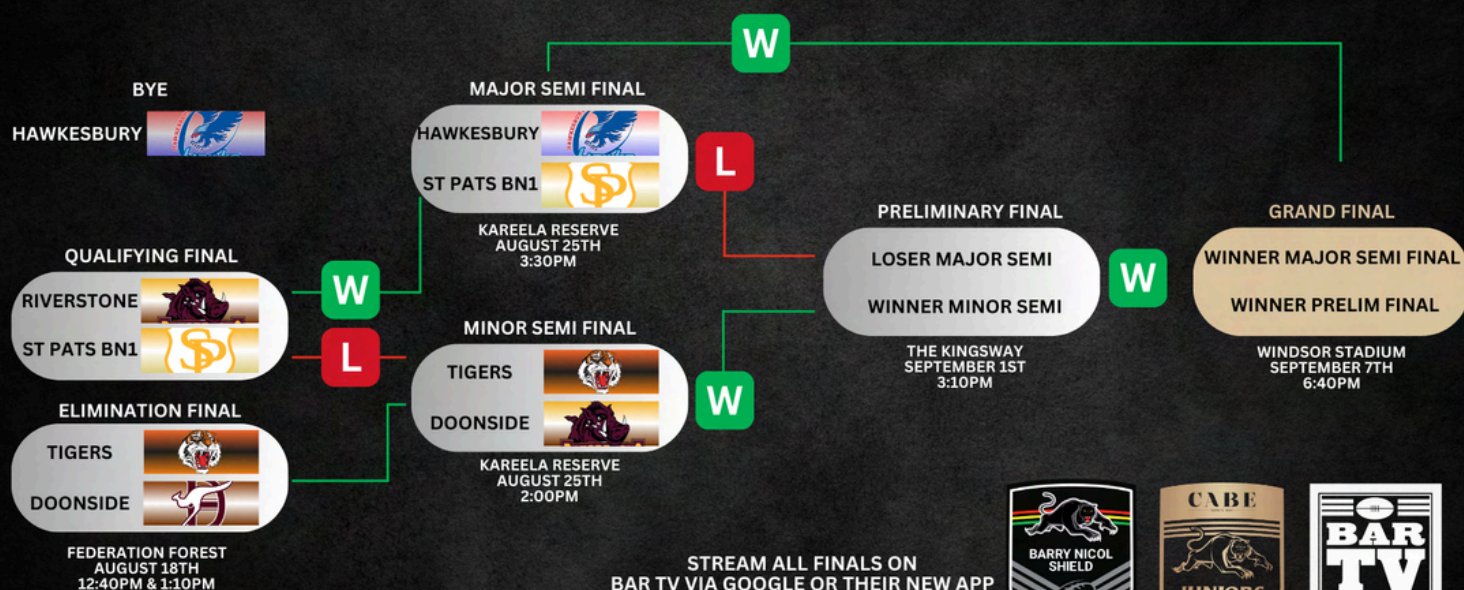 W
BYE
HAWKESBURY
MAJOR SEMI FINAL
HAWKESBURY
ST PATS BN1
L
KAREELA RESERVE
AUGUST 25TH
3:30PM
QUALIFYING FINAL
RIVERSTONE
ST PATS BN1
W
L
ELIMINATION FINAL
TIGERS
DOONSIDE
FEDERATION FOREST
AUGUST 18TH
12:40PM & 1:10PM
MINOR SEMI FINAL
TIGERS
DOONSIDE
W
KAREELA RESERVE
AUGUST 25TH
2:00PM
PRELIMINARY FINAL
LOSER MAJOR SEMI
WINNER MINOR SEMI
W
THE KINGSWAY
SEPTEMBER 1ST
3:10PM
GRAND FINAL
WINNER MAJOR SEMI FINAL
WINNER PRELIM FINAL
WINDSOR STADIUM
SEPTEMBER 7TH
6:40PM
STREAM ALL FINALS ON
BAR TV VIA GOOGLE OR THEIR NEW APP
BARRY NICOL
SHIELD
CABE
JUNIORS
BAR
TV